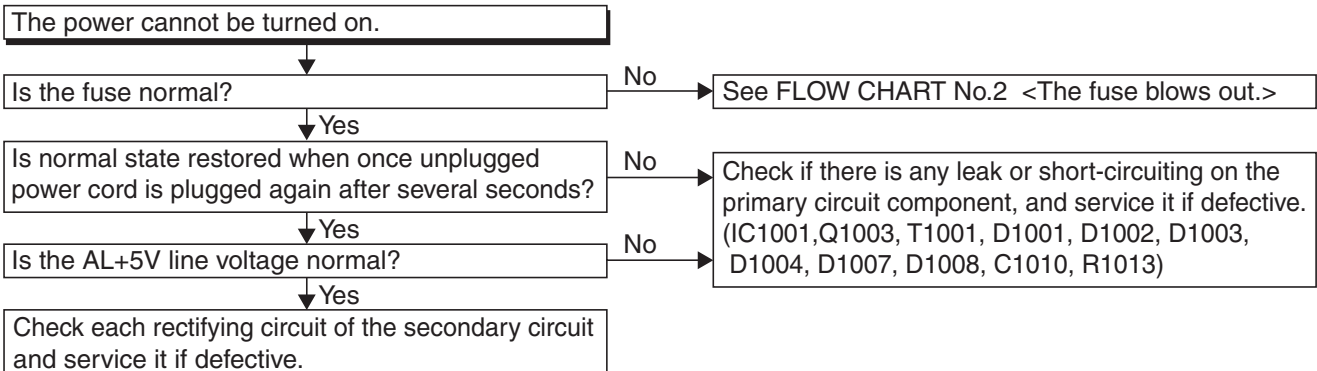 The power cannot be turned on.
Is the fuse normal?
No
See FLOW CHART No.2 <The fuse blows out.>
Yes
Is normal state restored when once unplugged
power cord is plugged again after several seconds?
No
Check if there is any leak or short-circuiting on the
primary circuit component, and service it if defective.
(IC1001,Q1003, T1001, D1001, D1002, D1003,
D1004, D1007, D1008, C1010, R1013)
Yes
Is the AL+5V line voltage normal?
No
Yes
Check each rectifying circuit of the secondary circuit
and service it if defective.